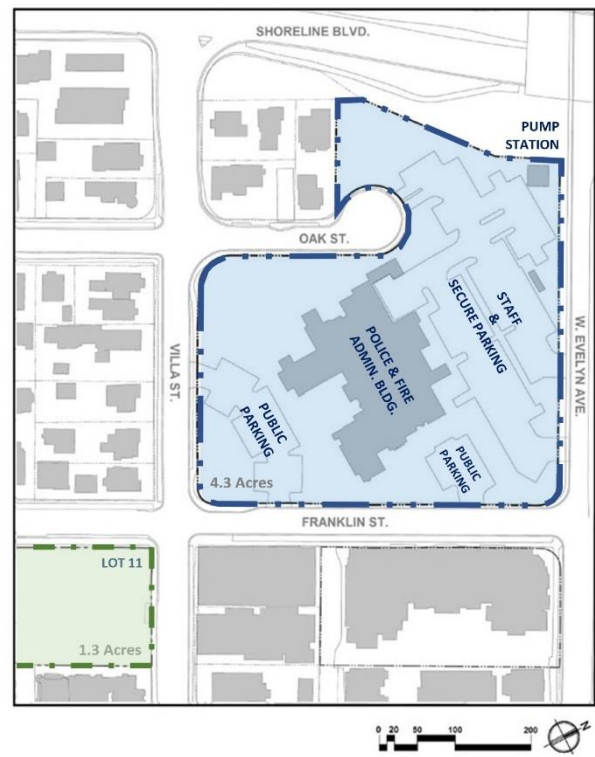 SHORELINE BLVD.
PUMP
STATION
OAK ST.
STAFF
&
SECURE PARKING
W. EVELYN AVE.
VILLA ST.
POLICE & FIRE
ADMIN. BLDG.
PUBLIC
PARKING
PUBLIC
PARKING
4.3 Acres
FRANKLIN ST.
LOT 11
1.3 Acres
0 20 50 100 200
N